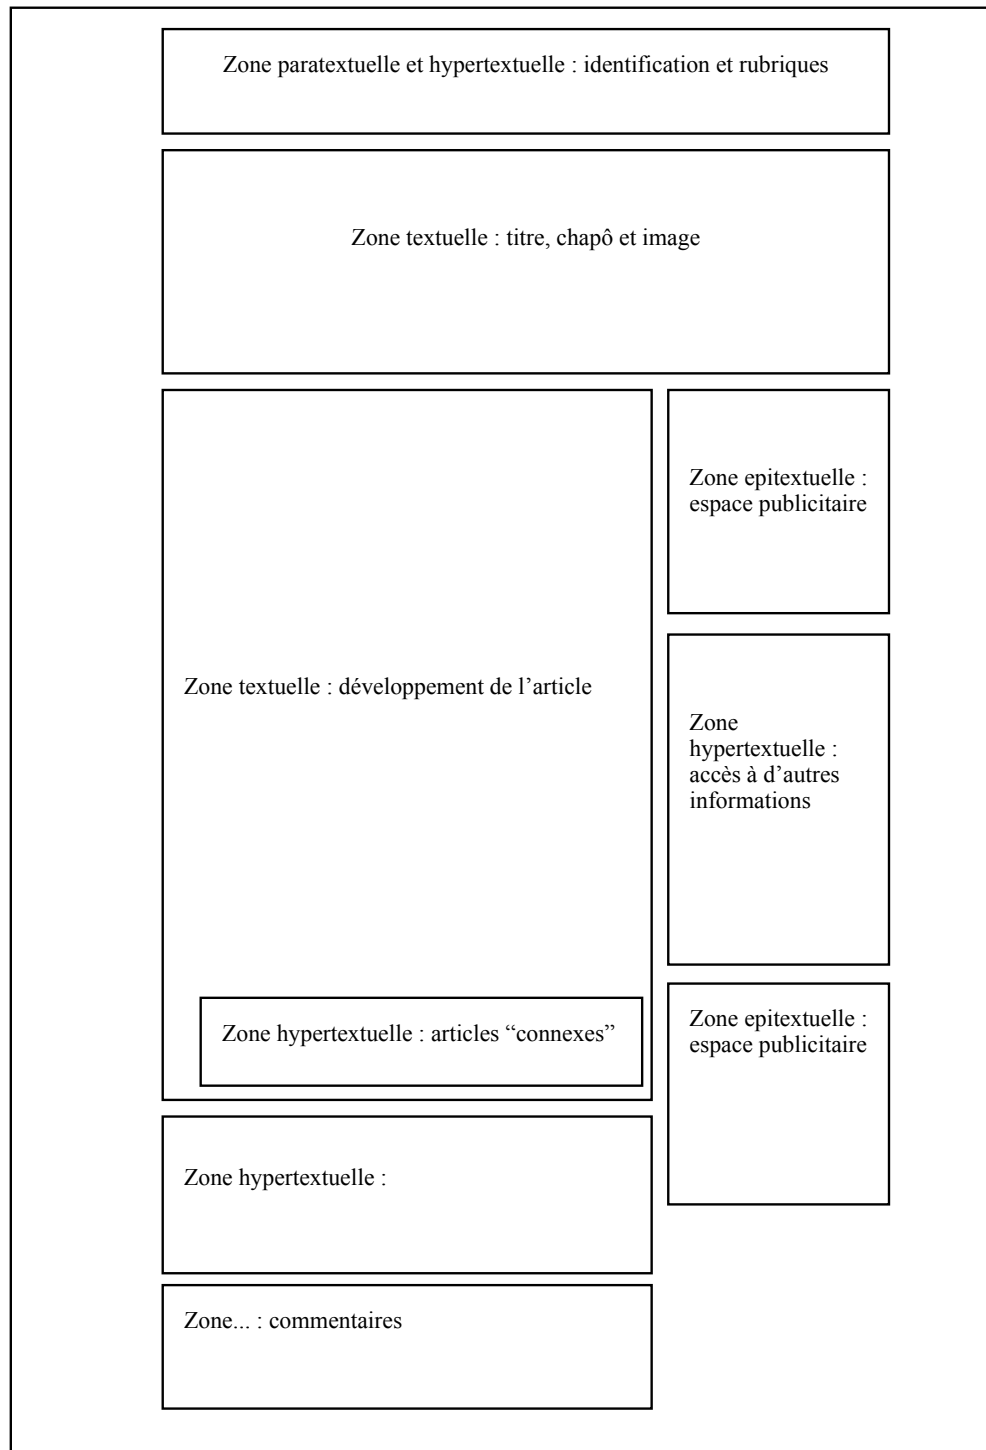 Zone paratextuelle et hypertextuelle : identification et rubriques
Zone textuelle : titre, chapô et image
Zone textuelle : développement de l’article
Zone hypertextuelle : articles “connexes”
Zone hypertextuelle :
Zone... : commentaires
Zone epitextuelle :
espace publicitaire
Zone
hypertextuelle :
accès à d’autres
informations
Zone epitextuelle :
espace publicitaire